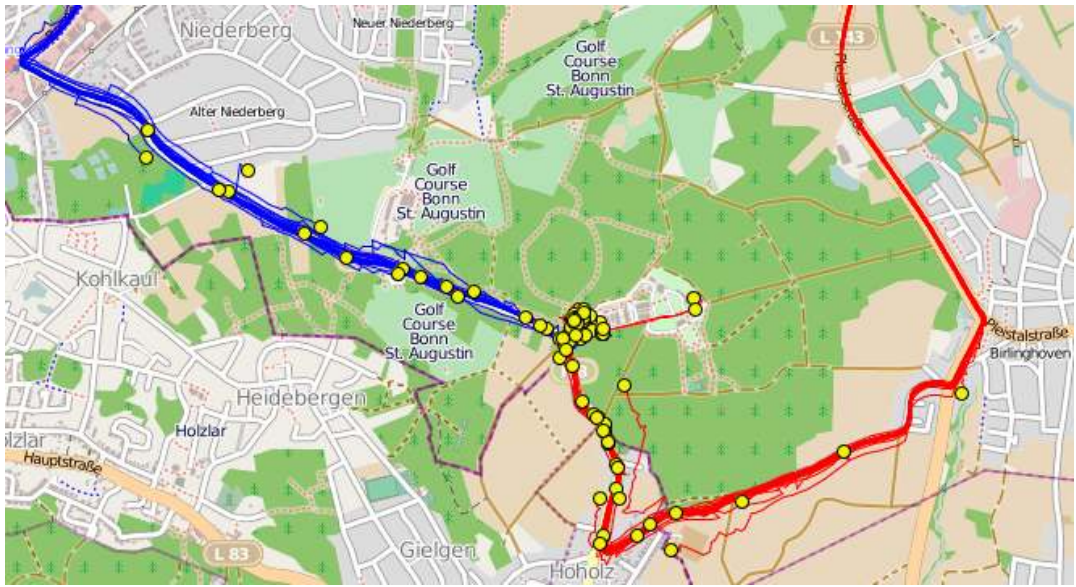 Niederberg
Neuer Niederberg
Golf
Course
Bonn
St. Augustin
L 143
Alter Niederberg
Golf
Course
Bonn
St. Augustin
Kohlkaul
Golf
Course
Bonn
St. Augustin
Pleistalstraße
Birlinghoven
Heidebergen
Holzlar
Hauptstraße
L 83
Gielgen
Hoholz